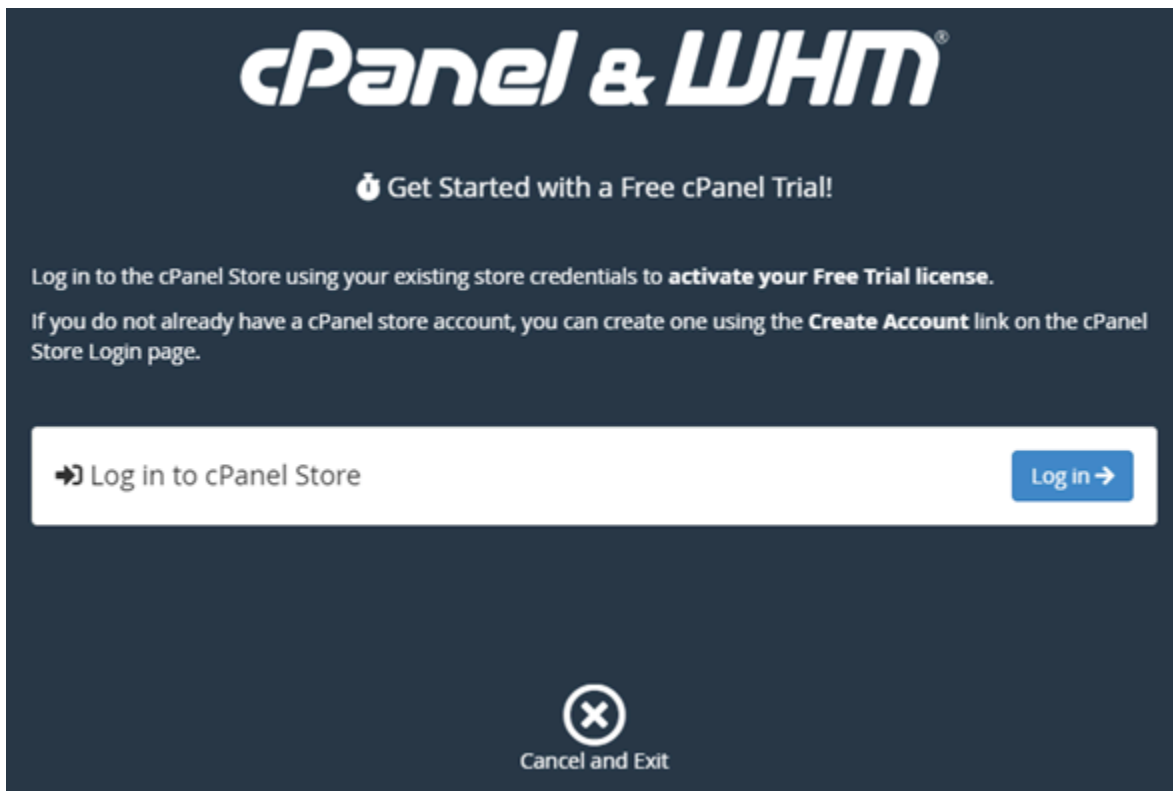 cPanel & WHM®
Get Started with a Free cPanel Trial!
Log in to the cPanel Store using your existing store credentials to activate your Free Trial license.
If you do not already have a cPanel store account, you can create one using the Create Account link on the cPanel
Store Login page.
Log in to cPanel Store
Log in
Cancel and Exit